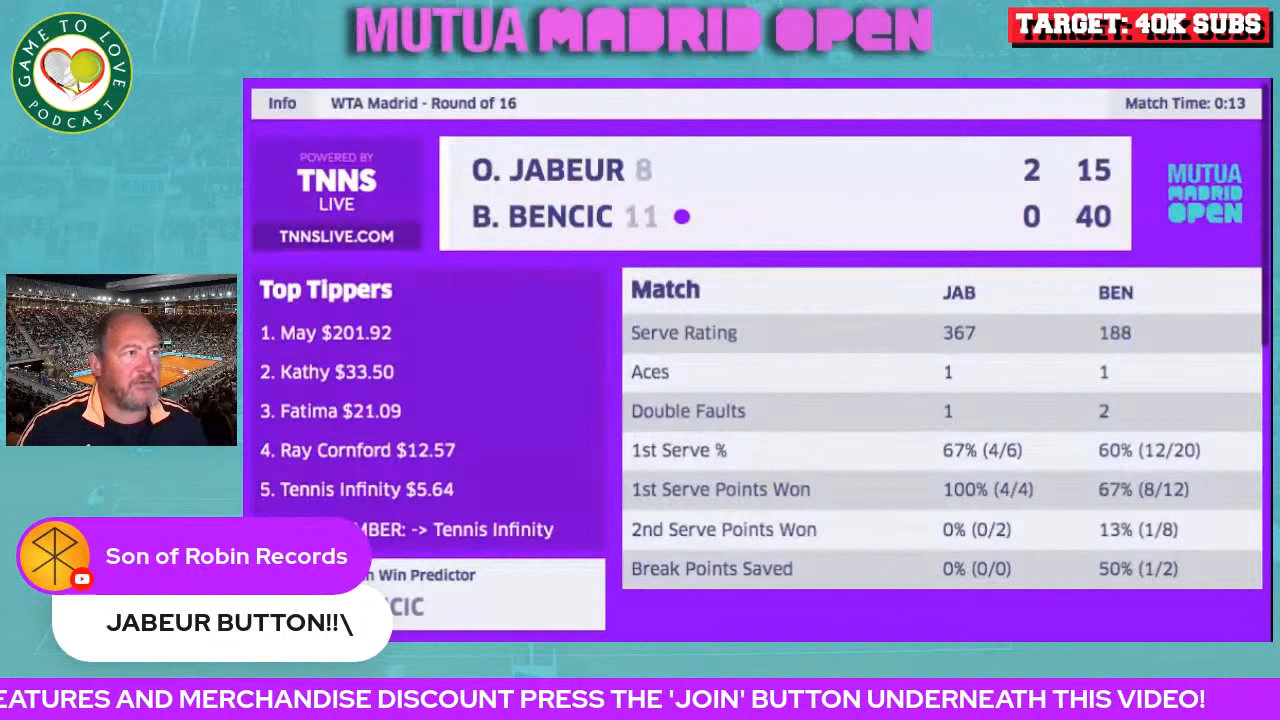 GAME TO LOVE
PODCAST
MUTUA MADRID OPEN
TARGET: 40K SUBS
Info
WTA Madrid - Round of 16
Match Time: 0:13
POWERED BY
TNNS
LIVE
TNNSLIVE.COM
O. JABEUR 8 2 15
B. BENCIC 11 0 40
MUTUA
MADRID
OPEN
Top Tippers
1. May $201.92
2. Kathy $33.50
3. Fatima $21.09
4. Ray Cornford $12.57
5. Tennis Infinity $5.64
MBER: -> Tennis Infinity
n Win Predictor
CIC
Match JAB BEN
Serve Rating 367 188
Aces 1 1
Double Faults 1 2
1st Serve % 67% (4/6) 60% (12/20)
1st Serve Points Won 100% (4/4) 67% (8/12)
2nd Serve Points Won 0% (0/2) 13% (1/8)
Break Points Saved 0% (0/0) 50% (1/2)
Son of Robin Records
JABEUR BUTTON!!\
EATURES AND MERCHANDISE DISCOUNT PRESS THE 'JOIN' BUTTON UNDERNEATH THIS VIDEO!